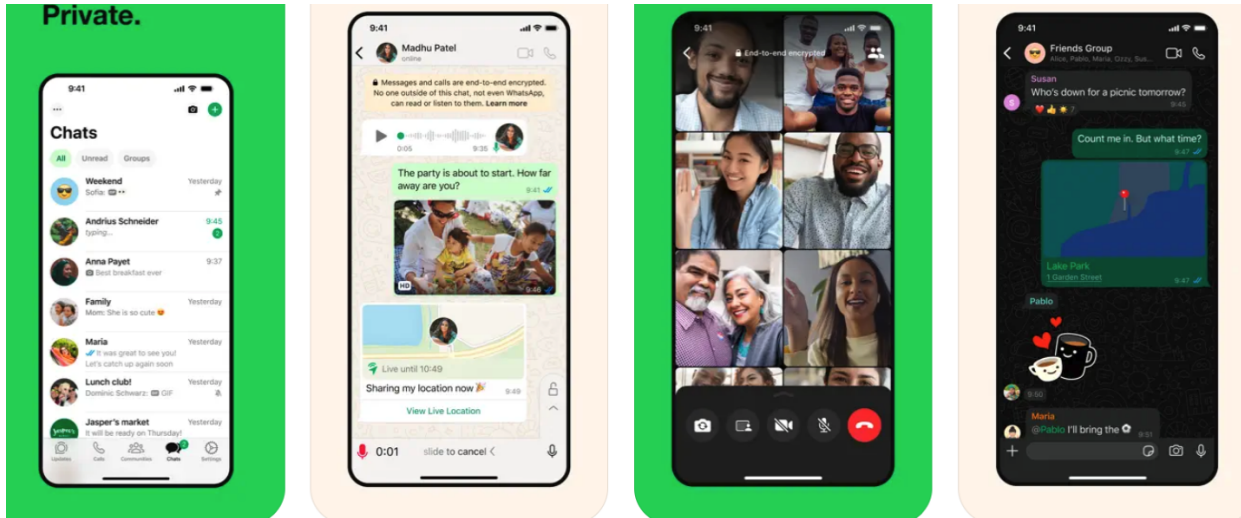 Private.
9:41
Chats
All Unread Groups
Weekend Yesterday
Sofia:
Andrius Schneider 9:45
typing... 2
Anna Payet 9:37
Best breakfast ever
Family Yesterday
Mom: She is so cute 😍
Maria Yesterday
It was great to see you!
Let's catch up again soon
Lunch club! Yesterday
Dominic Schwarz: GIF
Jasper's market Yesterday
It will be ready on Thursday!
Updates Calls Communities Chats Settings
9:41
Madhu Patel
online
Messages and calls are end-to-end encrypted.
No one outside of this chat, not even WhatsApp,
can read or listen to them. Learn more
0:05 9:35
The party is about to start. How far
away are you?
9:41
HD 9:46
Live until 10:49
Sharing my location now 🎉 9:49
View Live Location
0:01 slide to cancel <
9:41
End-to-end encrypted
9:41
Friends Group
Alice, Pablo, Maria, Ozzy, Sus...
Susan
Who's down for a picnic tomorrow?
9:45
❤️👍☀️ 7
S
Count me in. But what time?
9:47
Lake Park
1 Garden Street 9:47
Pablo
9:50
Maria
@Pablo I'll bring the ⚽ 9:51